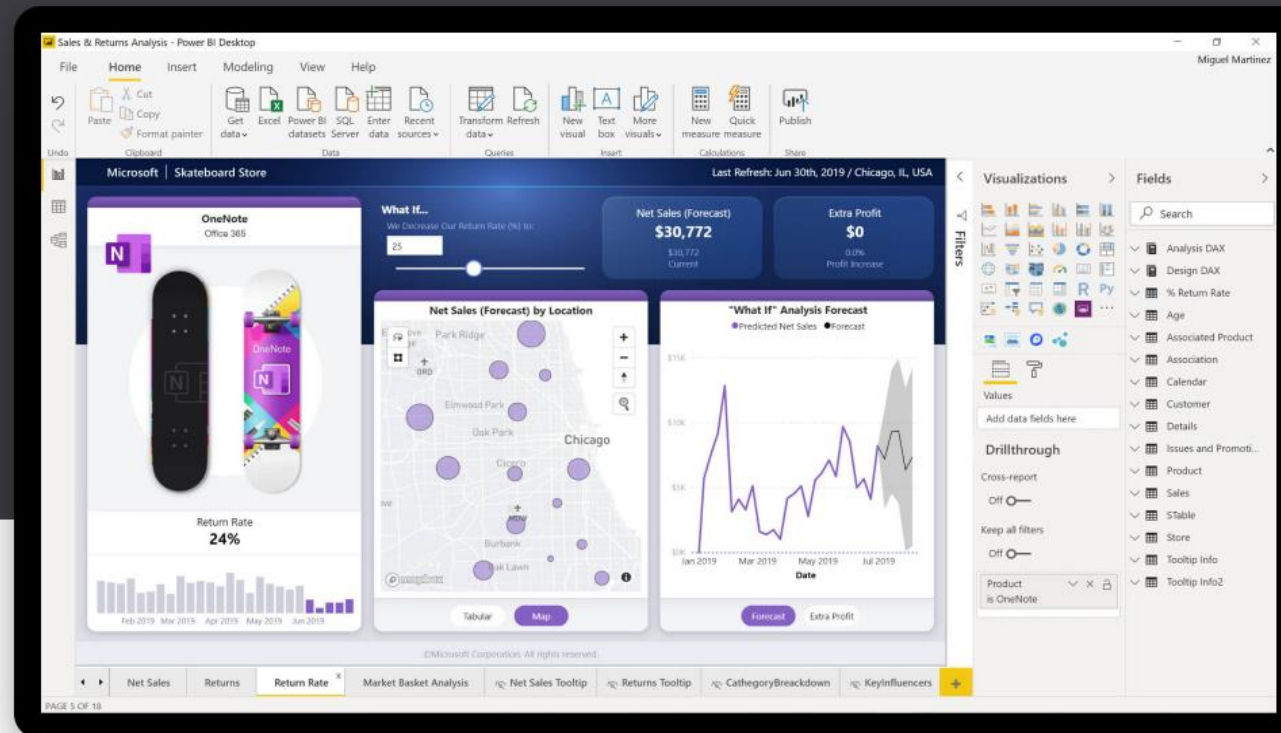 Sales & Returns Analysis - Power BI Desktop
Miguel Martinez
File Home Insert Modeling View Help
Paste
Cut
Copy
Format painter
Get data
Excel
Power BI datasets
SQL Server
Enter data
Recent sources
Transform data
Refresh
New visual
Text box
More visuals
New measure
Quick measure
Publish
Undo Clipboard Data Queries Insert Calculations Share
Microsoft | Skateboard Store
Last Refresh: Jun 30th, 2019 / Chicago, IL, USA
OneNote
Office 365
N
OneNote
N
N
Return Rate
24%
Feb 2019 Mar 2019 Apr 2019 May 2019 Jun 2019
What If...
We Decrease Our Return Rate (%) to:
25
Net Sales (Forecast)
$30,772
$30,772
Current
Extra Profit
$0
0.0%
Profit Increase
Net Sales (Forecast) by Location
Park Ridge
ORD
Elmwood Park
Oak Park
Chicago
Cicero
MDW
Burbank
Oak Lawn
mapbox
Tabular Map
"What If" Analysis Forecast
Predicted Net Sales Forecast
$15K
$10K
$5K
$0K
Jan 2019 Mar 2019 May 2019 Jul 2019
Date
Forecast Extra Profit
©Microsoft Corporation. All rights reserved.
Filters
Visualizations
R Py
Values
Add data fields here
Drillthrough
Cross-report
Off
Keep all filters
Off
Product
is OneNote
Fields
Search
Analysis DAX
Design DAX
% Return Rate
Age
Associated Product
Association
Calendar
Customer
Details
Issues and Promoti...
Product
Sales
STable
Store
Tooltip Info
Tooltip Info2
Net Sales Returns Return Rate Market Basket Analysis Net Sales Tooltip Returns Tooltip CathegoryBreackdown KeyInfluencers
PAGE 5 OF 18